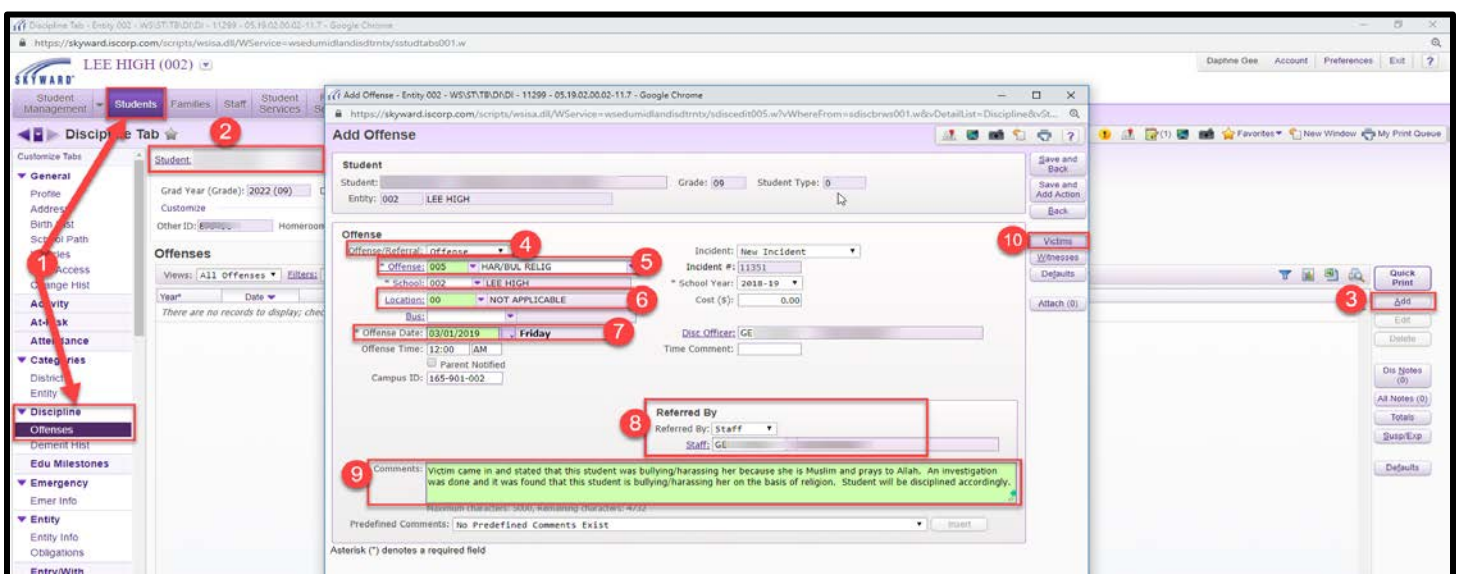 Discipline Tab - Entity 002 - WS\ST\TB\DI\DI - 11299 - 05.19.02.00.02-11.7 - Google Chrome
https://skyward.iscorp.com/scripts/wsisa.dll/WService=wsedumidlandisdtrntx/sstudtabs001.w
SKYWARD
LEE HIGH (002)
Daphne Gee Account Preferences Exit ?
Student Management Students Families Staff Student Services
Discipline Tab
2
(1) Favorites New Window My Print Queue
Customize Tabs
General
Profile
Birth Hist
School Path
1
Access
Change Hist
Activity
At-Risk
Attendance
Categories
District
Entity
Discipline
Offenses
Demerit Hist
Edu Milestones
Emergency
Emer Info
Entity
Entity Info
Obligations
Entry/With
Student:
Grad Year (Grade): 2022 (09)
Customize
Other ID:
Homeroom
Offenses
Views: All Offenses Filters:
Year* Date
There are no records to display; chec
Add Offense - Entity 002 - WS\ST\TB\DI\DI - 11299 - 05.19.02.00.02-11.7 - Google Chrome
https://skyward.iscorp.com/scripts/wsisa.dll/WService=wsedumidlandisdtrntx/sdiscedit005.w?vWhereFrom=sdiscbrws001.w&vDetailList=Discipline&vSt...
Add Offense
?
Student
Student: Grade: 09 Student Type: 0
Entity: 002 LEE HIGH
Save and Back
Save and Add Action
Back
Offense
Offense/Referral: Offense 4 Incident: New Incident
* Offense: 005 HAR/BUL RELIG 5 Incident #: 11351
* School: 002 LEE HIGH * School Year: 2018-19
Location: 00 NOT APPLICABLE 6 Cost ($): 0.00
Bus:
* Offense Date: 03/01/2019 Friday 7 Disc Officer: GE
Offense Time: 12:00 AM Time Comment:
Parent Notified
Campus ID: 165-901-002
10 Victims
Witnesses
Defaults
Attach (0)
8
Referred By
Referred By: Staff
Staff: GE
9
Comments: Victim came in and stated that this student was bullying/harassing her because she is Muslim and prays to Allah. An investigation
was done and it was found that this student is bullying/harassing her on the basis of religion. Student will be disciplined accordingly.
Maximum characters: 5000, Remaining characters: 4732
Predefined Comments: No Predefined Comments Exist Insert
Asterisk (*) denotes a required field
Quick Print
3 Add
Edit
Delete
Dis Notes (0)
All Notes (0)
Totals
Susp/Exp
Defaults